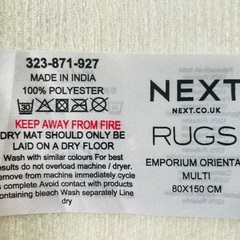 323-871-927
MADE IN INDIA
100% POLYESTER
30
KEEP AWAY FROM FIRE
DRY MAT SHOULD ONLY BE
LAID ON A DRY FLOOR
Wash with similar colours For best
results do not overload machine / dryer.
Remove from machine immediately cycle
is complete Avoid contact with products
containing bleach Wash separately Line
dry
NEXT
NEXT.CO.UK
RUGS
EMPORIUM ORIENTA
MULTI
80X150 CM